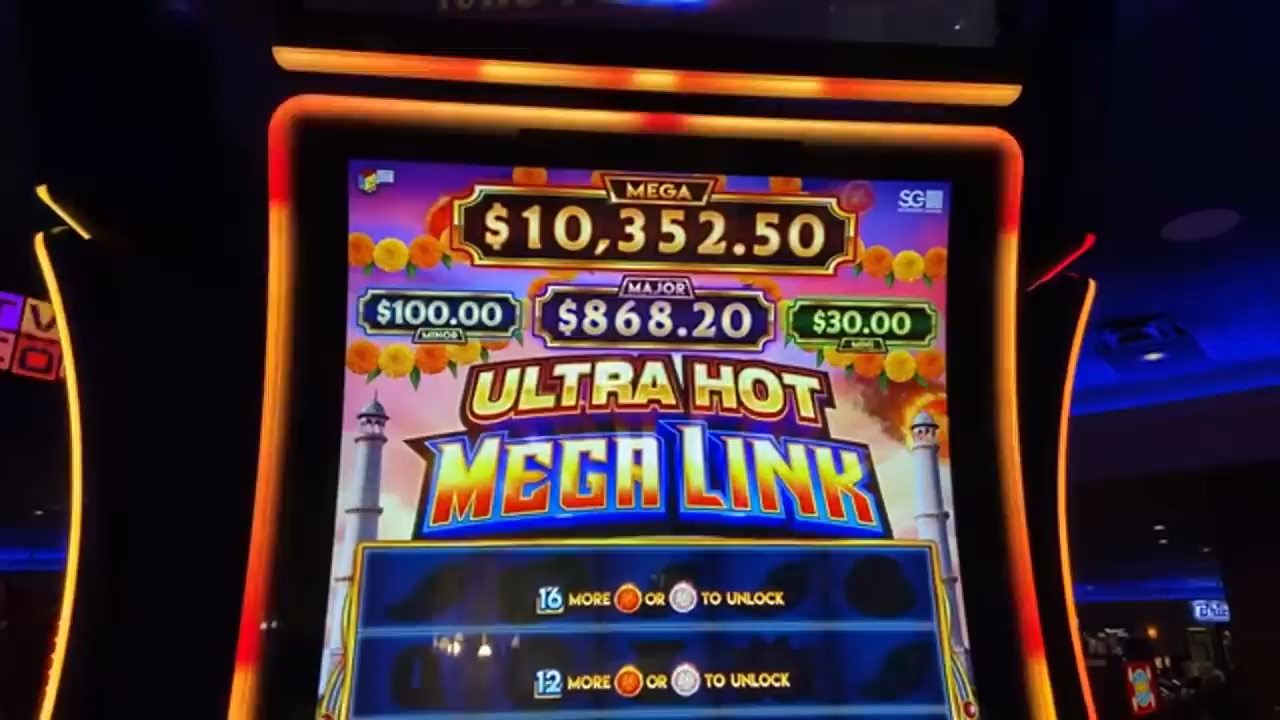 MEGA
$10,352.50
SG
MAJOR
$100.00
$868.20
$30.00
MINOR
MINI
ULTRA HOT
MEGA LINK
16 MORE OR TO UNLOCK
12 MORE OR TO UNLOCK